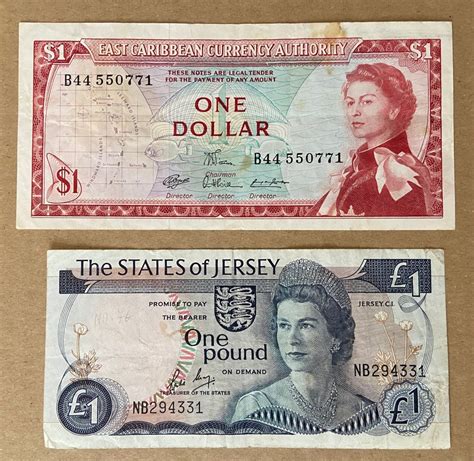 $1 EAST CARIBBEAN CURRENCY AUTHORITY $1
B44 550771
THESE NOTES ARE LEGAL TENDER
FOR THE PAYMENT OF ANY AMOUNT
ONE
DOLLAR
B44 550771
Chairman
$1
Director Director Director
The STATES of JERSEY
£1
PROMISE TO PAY
THE BEARER
JERSEY.C.I.
One
pound
ON DEMAND
NB294331
TREASURER OF THE STATES
£1
NB294331
£1